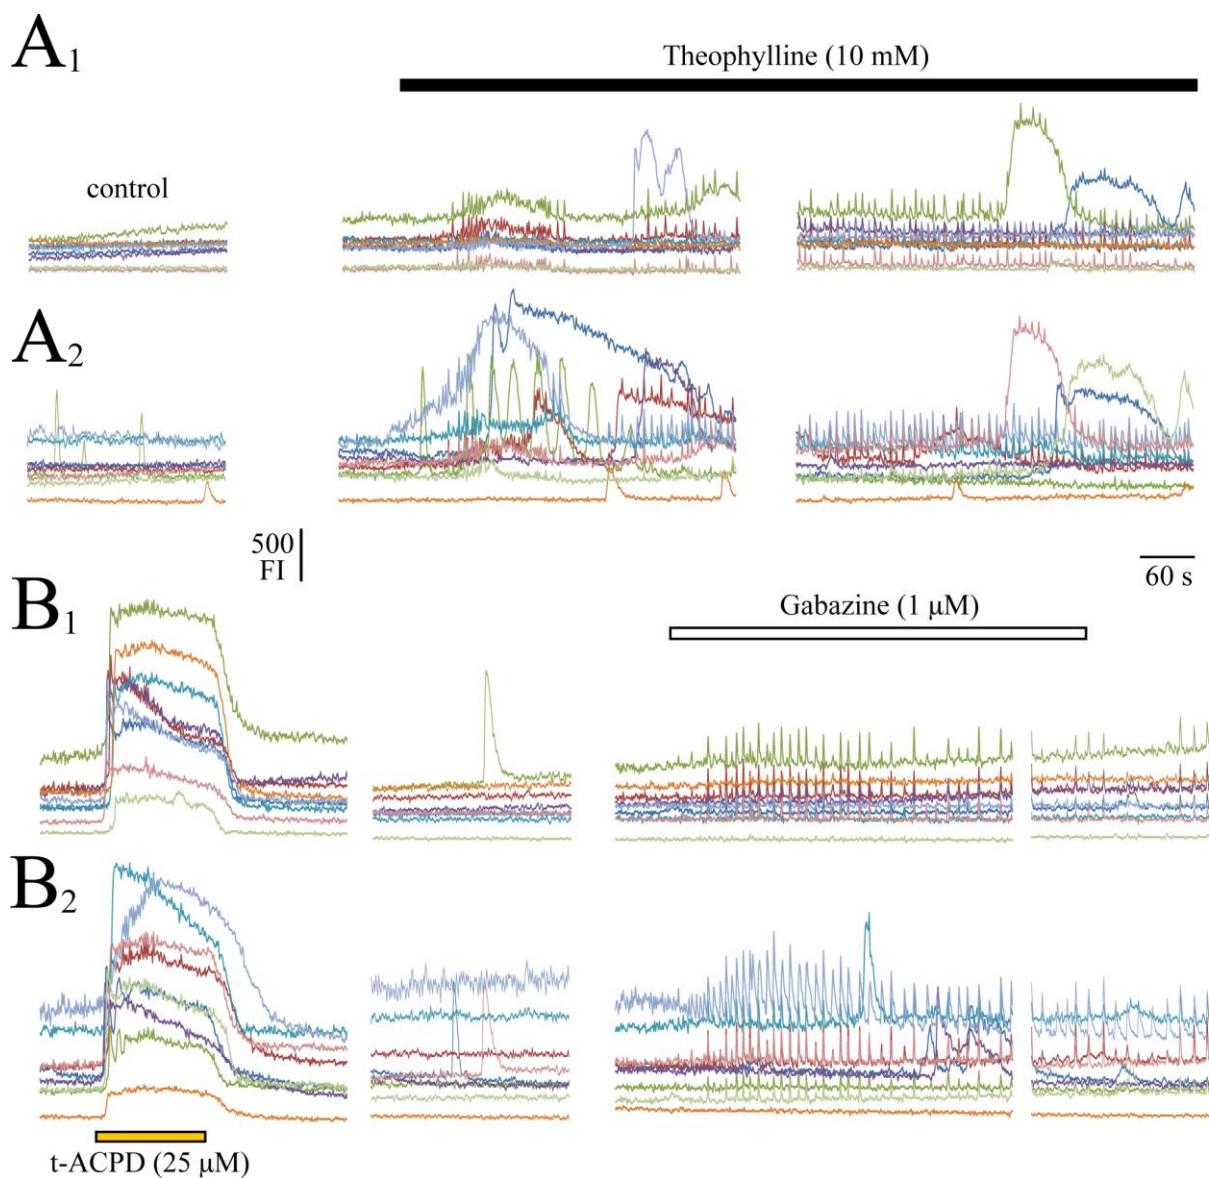 A1
Theophylline (10 mM)
control
A2
500
FI
60 s
B1
Gabazine (1 μM)
B2
t-ACPD (25 μM)